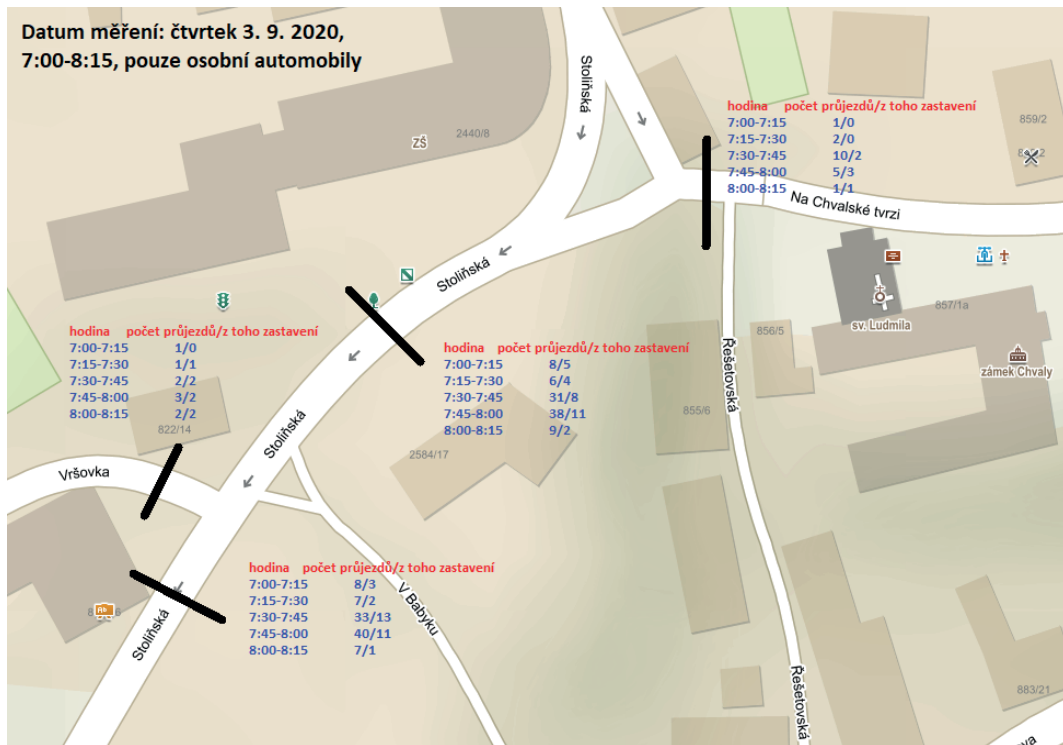 Datum měření: čtvrtek 3. 9. 2020,
7:00-8:15, pouze osobní automobily
Stoliňská
ZŠ
2440/8
hodina počet průjezdů/z toho zastavení
7:00-7:15 1/0
7:15-7:30 2/0
7:30-7:45 10/2
7:45-8:00 5/3
8:00-8:15 1/1
859/2
Na Chvalské tvrzi
Stoliňská
sv. Ludmila
857/1a
zámek Chvaly
856/5
Řešetovská
855/6
hodina počet průjezdů/z toho zastavení
7:00-7:15 1/0
7:15-7:30 1/1
7:30-7:45 2/2
7:45-8:00 3/2
8:00-8:15 2/2
822/14
hodina počet průjezdů/z toho zastavení
7:00-7:15 8/5
7:15-7:30 6/4
7:30-7:45 31/8
7:45-8:00 38/11
8:00-8:15 9/2
2584/17
Stoliňská
Vršovka
hodina počet průjezdů/z toho zastavení
7:00-7:15 8/3
7:15-7:30 7/2
7:30-7:45 33/13
7:45-8:00 40/11
8:00-8:15 7/1
V Babyku
Stoliňská
Řešetovská
883/21